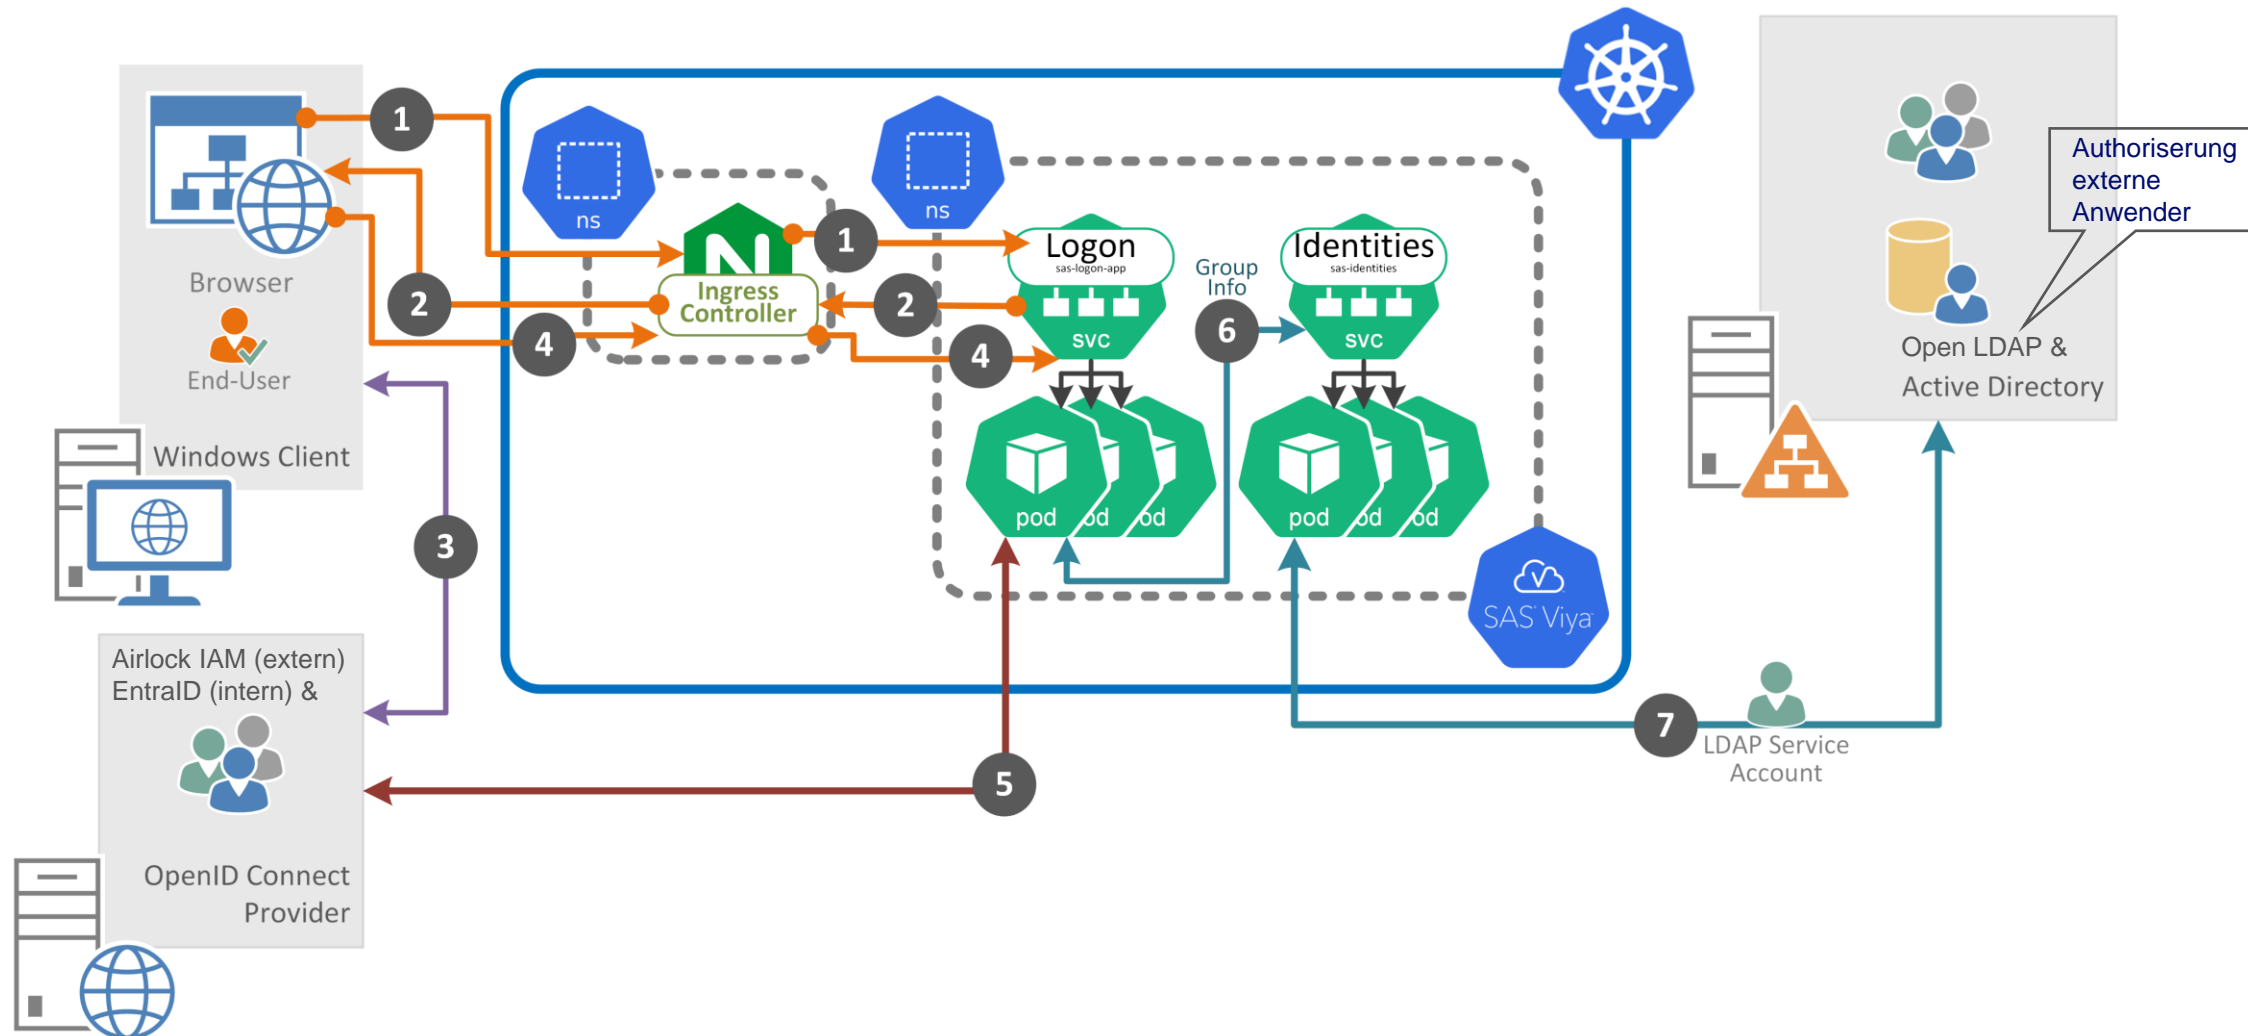 1
2
4
Browser
End-User
Windows Client
3
Airlock IAM (extern)
EntraID (intern) &
OpenID Connect
Provider
ns
ns
Ingress
Controller
1
2
4
Logon
sas-logon-app
svc
pod
od
od
Group
Info
6
Identities
sas-identities
svc
pod
od
od
SAS Viya
5
7
LDAP Service
Account
Authoriserung
externe
Anwender
Open LDAP &
Active Directory